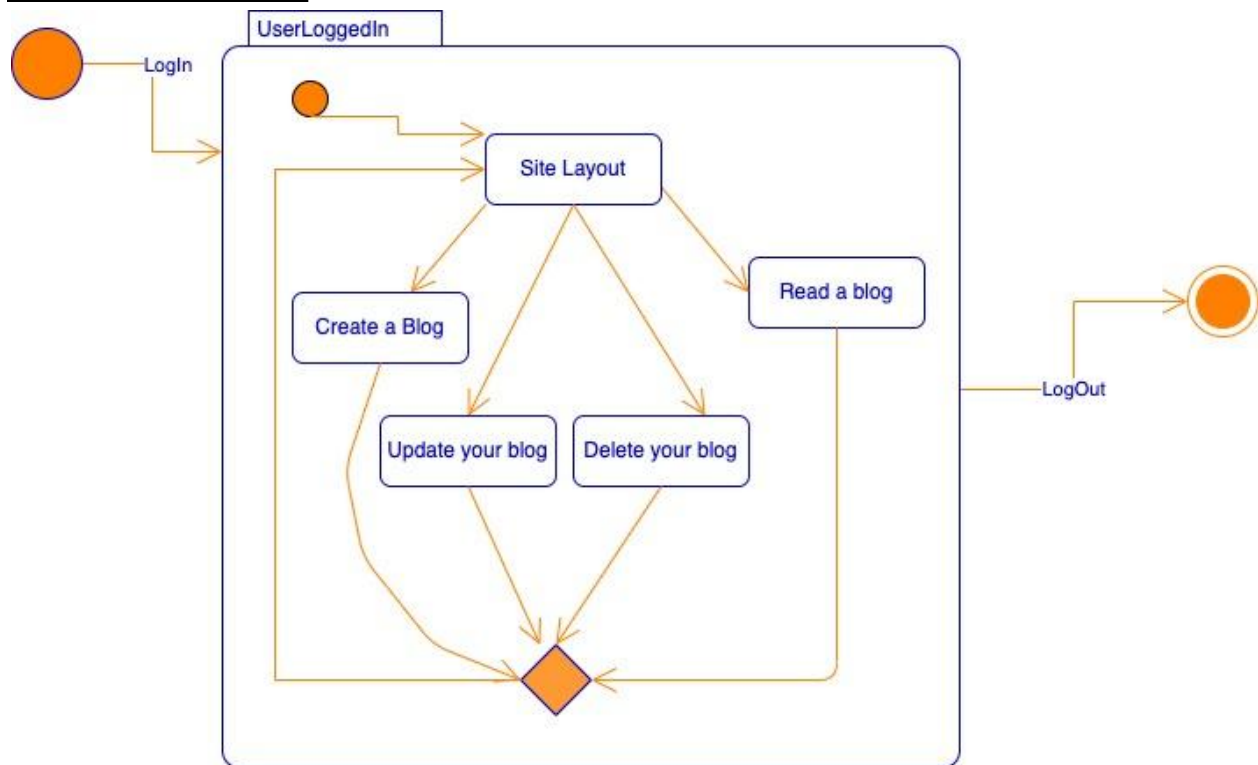 UserLoggedIn
LogIn
Site Layout
Read a blog
Create a Blog
LogOut
Update your blog
Delete your blog